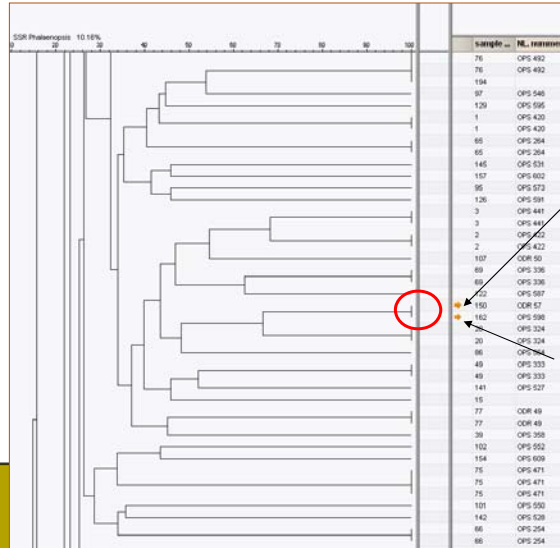 SSR Phalaenopsis 10.16%
0 20 30 40 50 60 70 80 90 100
sample ... NL. nummer
76 OPS 492
76 OPS 492
194
97 OPS 548
129 OPS 595
1 OPS 420
1 OPS 420
65 OPS 264
65 OPS 264
145 OPS 531
157 OPS 602
95 OPS 573
126 OPS 591
3 OPS 441
3 OPS 441
2 OPS 422
2 OPS 422
107 ODR 50
69 OPS 336
69 OPS 336
122 OPS 587
150 ODR 57
162 OPS 598
20 OPS 324
20 OPS 324
86
49 OPS 333
49 OPS 333
141 OPS 527
15
77 ODR 49
77 ODR 49
39 OPS 358
102 OPS 552
154 OPS 609
75 OPS 471
75 OPS 471
75 OPS 471
101 OPS 550
142 OPS 528
66 OPS 254
66 OPS 254